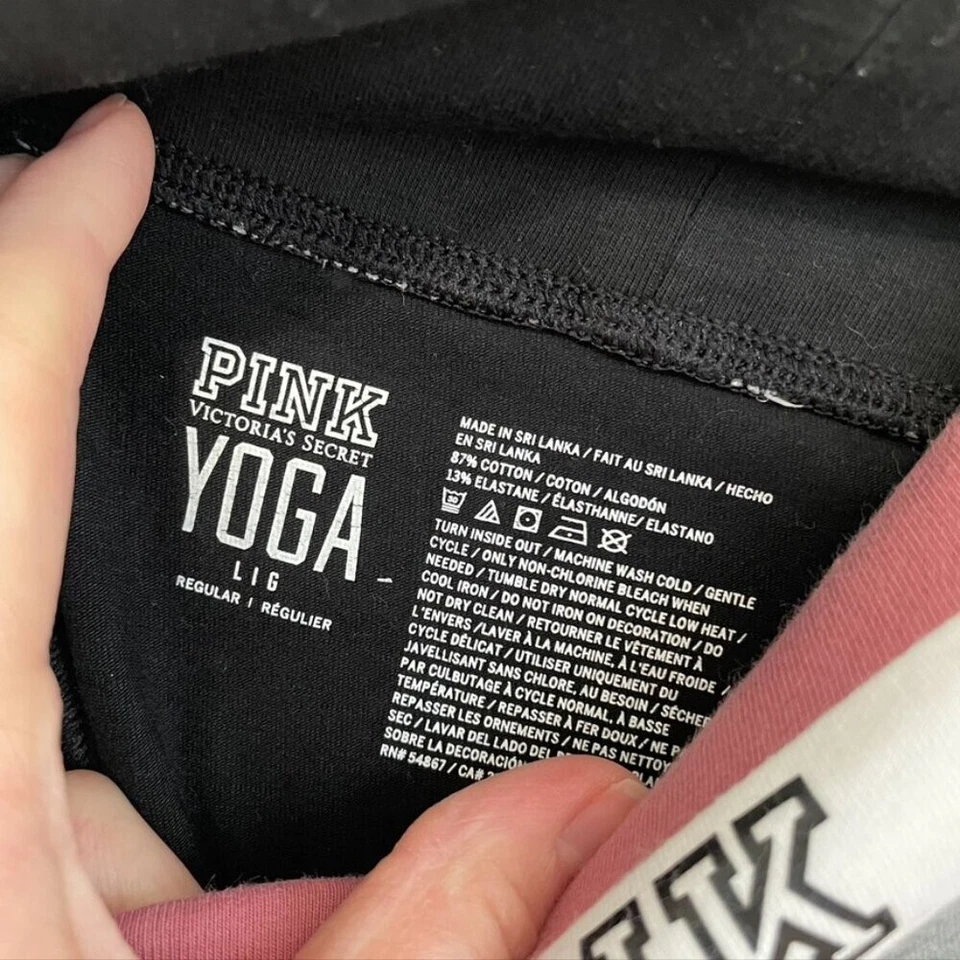 PINK
VICTORIA'S SECRET
YOGA
L I G
REGULAR / RÉGULIER
MADE IN SRI LANKA / FAIT AU SRI LANKA / HECHO
EN SRI LANKA
87% COTTON / COTON / ALGODÓN
13% ELASTANE / ÉLASTHANNE/ ELASTANO
30
TURN INSIDE OUT / MACHINE WASH COLD / GENTLE
CYCLE / ONLY NON-CHLORINE BLEACH WHEN
NEEDED / TUMBLE DRY NORMAL CYCLE LOW HEAT /
COOL IRON / DO NOT IRON ON DECORATION / DO
NOT DRY CLEAN / RETOURNER LE VÊTEMENT À
L'ENVERS /LAVER À LA MACHINE, À L'EAU FROIDE /
CYCLE DÉLICAT / UTILISER UNIQUEMENT DU
JAVELLISANT SANS CHLORE, AU BESOIN / SÉCHER
PAR CULBUTAGE À CYCLE NORMAL, À BASSE
TEMPÉRATURE / REPASSER À FER DOUX / NE P
REPASSER LES ORNEMENTS / NE PAS NETTOY
SEC / LAVAR DEL LADO DEL
SOBRE LA DECORACIÓN
RN# 54867 / CA#
NK